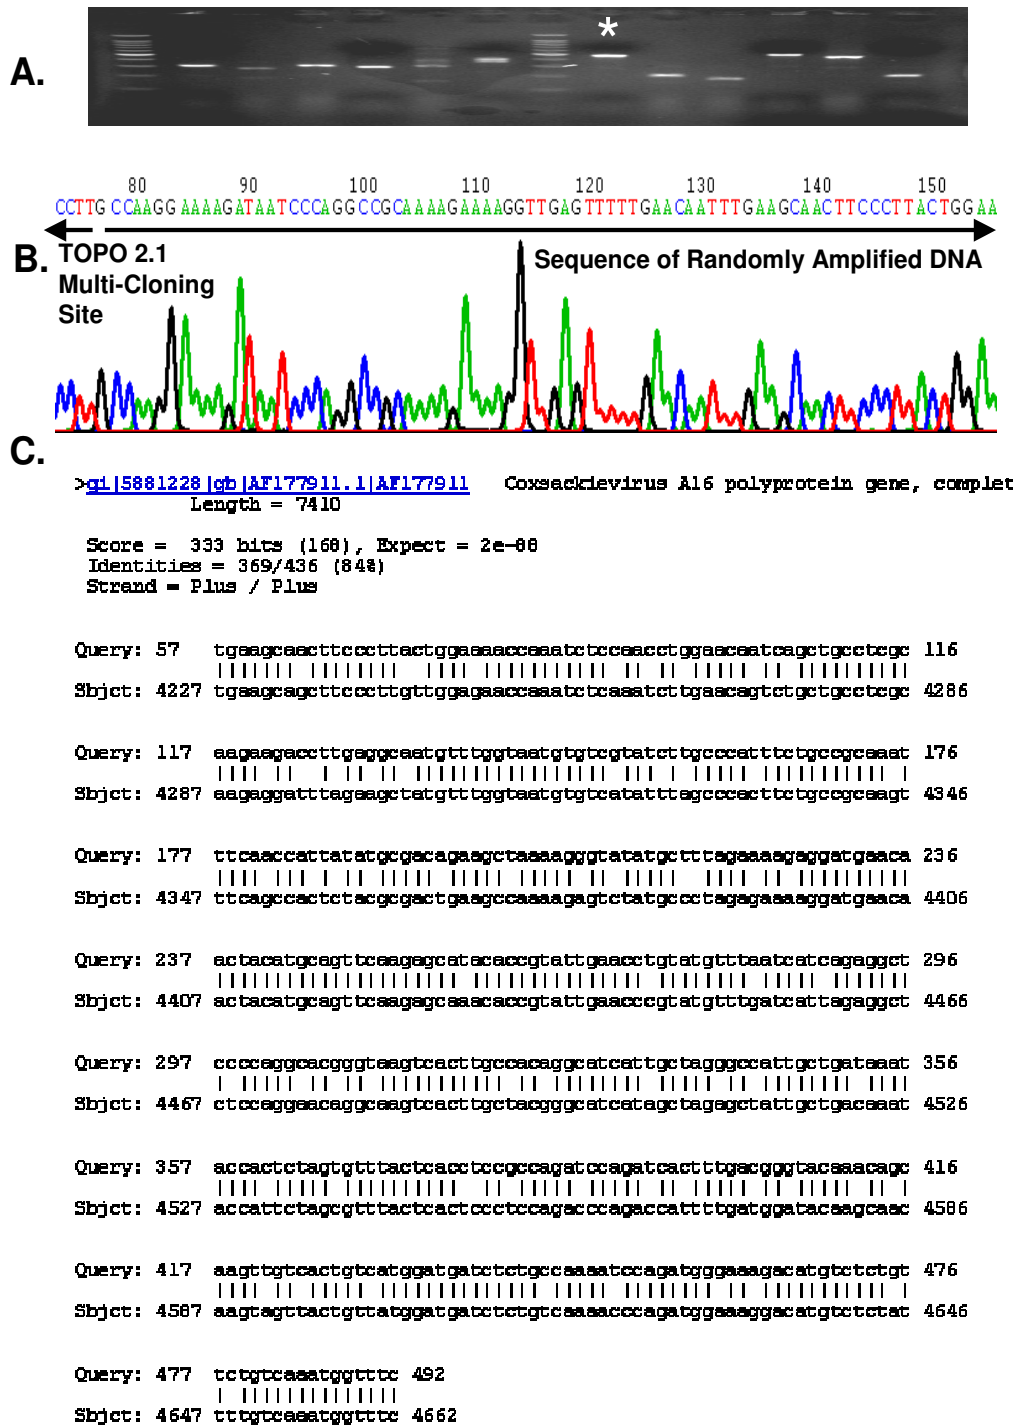 A.
*
80 90 100 110 120 130 140 150
CCTTGCCAAGGAAAAGATAATCCCAGGCCGCAAAAGAAAAGGTTGAGTTTTTGAACAATTTGAAGCAACTTCCCTTACTGGAA
B. TOPO 2.1 Multi-Cloning Site
Sequence of Randomly Amplified DNA
C.
>gi|5881228|gb|AF177911.1|AF177911 Coxsackievirus A16 polyprotein gene, complet
Length = 7410
Score = 333 bits (168), Expect = 2e-88
Identities = 369/436 (84%)
Strand = Plus / Plus
Query: 57 tgaagcaacttcccttactggaaaaccaaatctccaacctggaacaatcagctgcctcgc 116
Sbjct: 4227 tgaagcagcttcccttgttggagaaccaaatctcaaatcttgaacagtctgctgcctcgc 4286
Query: 117 aagaagaccttgaggcaatgtttggtaatgtgtcgtatcttgcccatttctgccgcaaat 176
Sbjct: 4287 aagaggatttagaagctatgtttggtaatgtgtcatatttagcccacttctgccgcaagt 4346
Query: 177 ttcaaccattatatgcgacagaagctaaaagggtatatgctttagaaaagaggatgaaca 236
Sbjct: 4347 ttcagccactctacgcgactgaagccaaaagagtctatgccctagagaaaaggatgaaca 4406
Query: 237 actacatgcagttcaagagcatacaccgtattgaacctgtatgtttaatcatcagaggct 296
Sbjct: 4407 actacatgcagttcaagagcaaacaccgtattgaacccgtatgtttgatcattagaggct 4466
Query: 297 ccccaggcacgggtaagtcacttgccacaggcatcattgctagggccattgctgataaat 356
Sbjct: 4467 ctccaggaacaggcaagtcacttgctacgggcatcatagctagagctattgctgacaaat 4526
Query: 357 accactctagtgtttactcacctccgccagatccagatcactttgacgggtacaaacagc 416
Sbjct: 4527 accattctagcgtttactcactccctccagacccagaccattttgatggatacaagcaac 4586
Query: 417 aagttgtcactgtcatggatgatctctgccaaaatccagatgggaaagacatgtctctgt 476
Sbjct: 4587 aagtagttactgttatggatgatctctgtcaaaacccagatggaaaggacatgtctctat 4646
Query: 477 tctgtcaaatggtttc 492
Sbjct: 4647 tttgtcaaatggtttc 4662